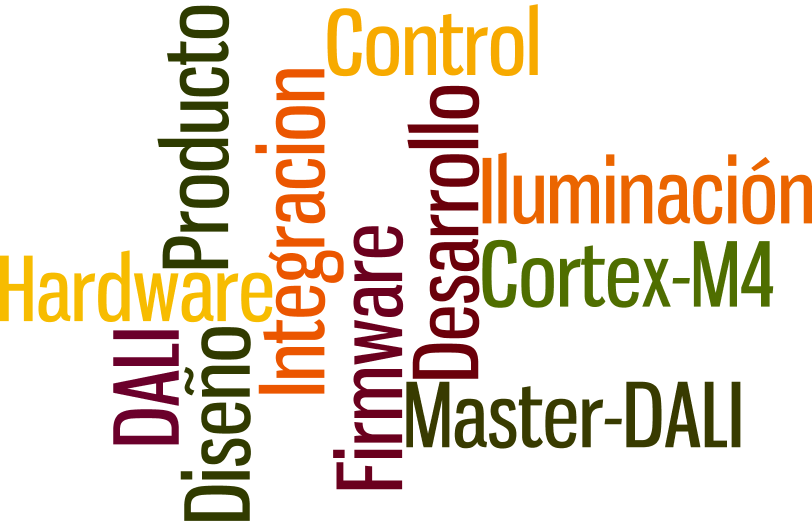 Control
Producto
Integracion
Desarrollo
Iluminación
Hardware
Firmware
Cortex-M4
DALI
Diseño
Master-DALI